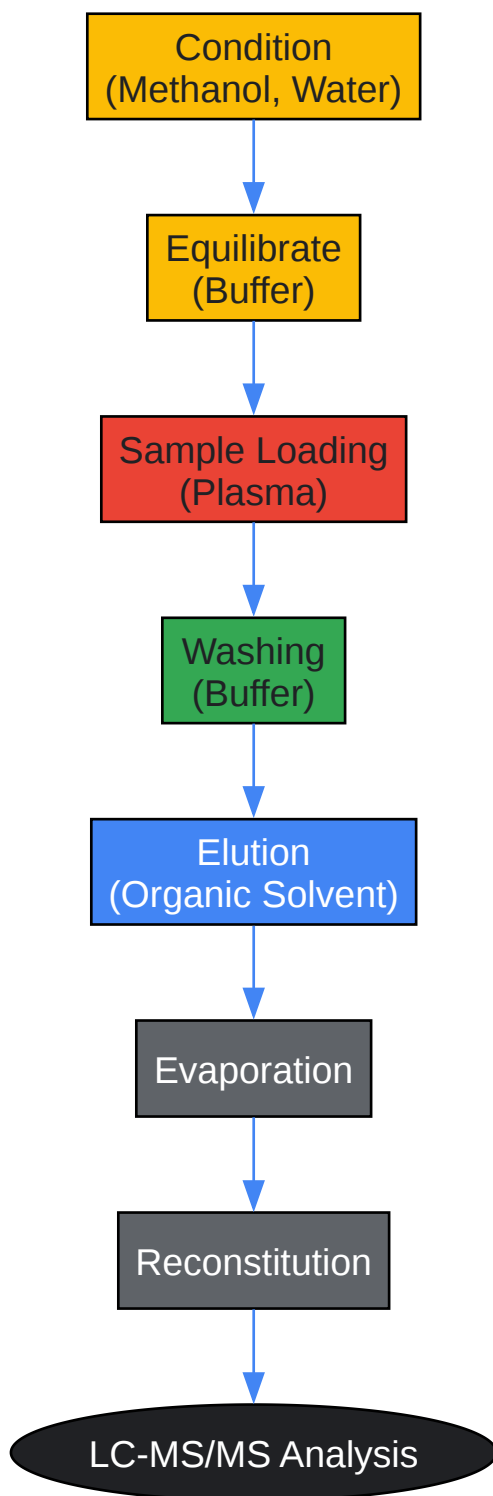 Condition
(Methanol, Water)
Equilibrate
(Buffer)
Sample Loading
(Plasma)
Washing
(Buffer)
Elution
(Organic Solvent)
Evaporation
Reconstitution
LC-MS/MS Analysis